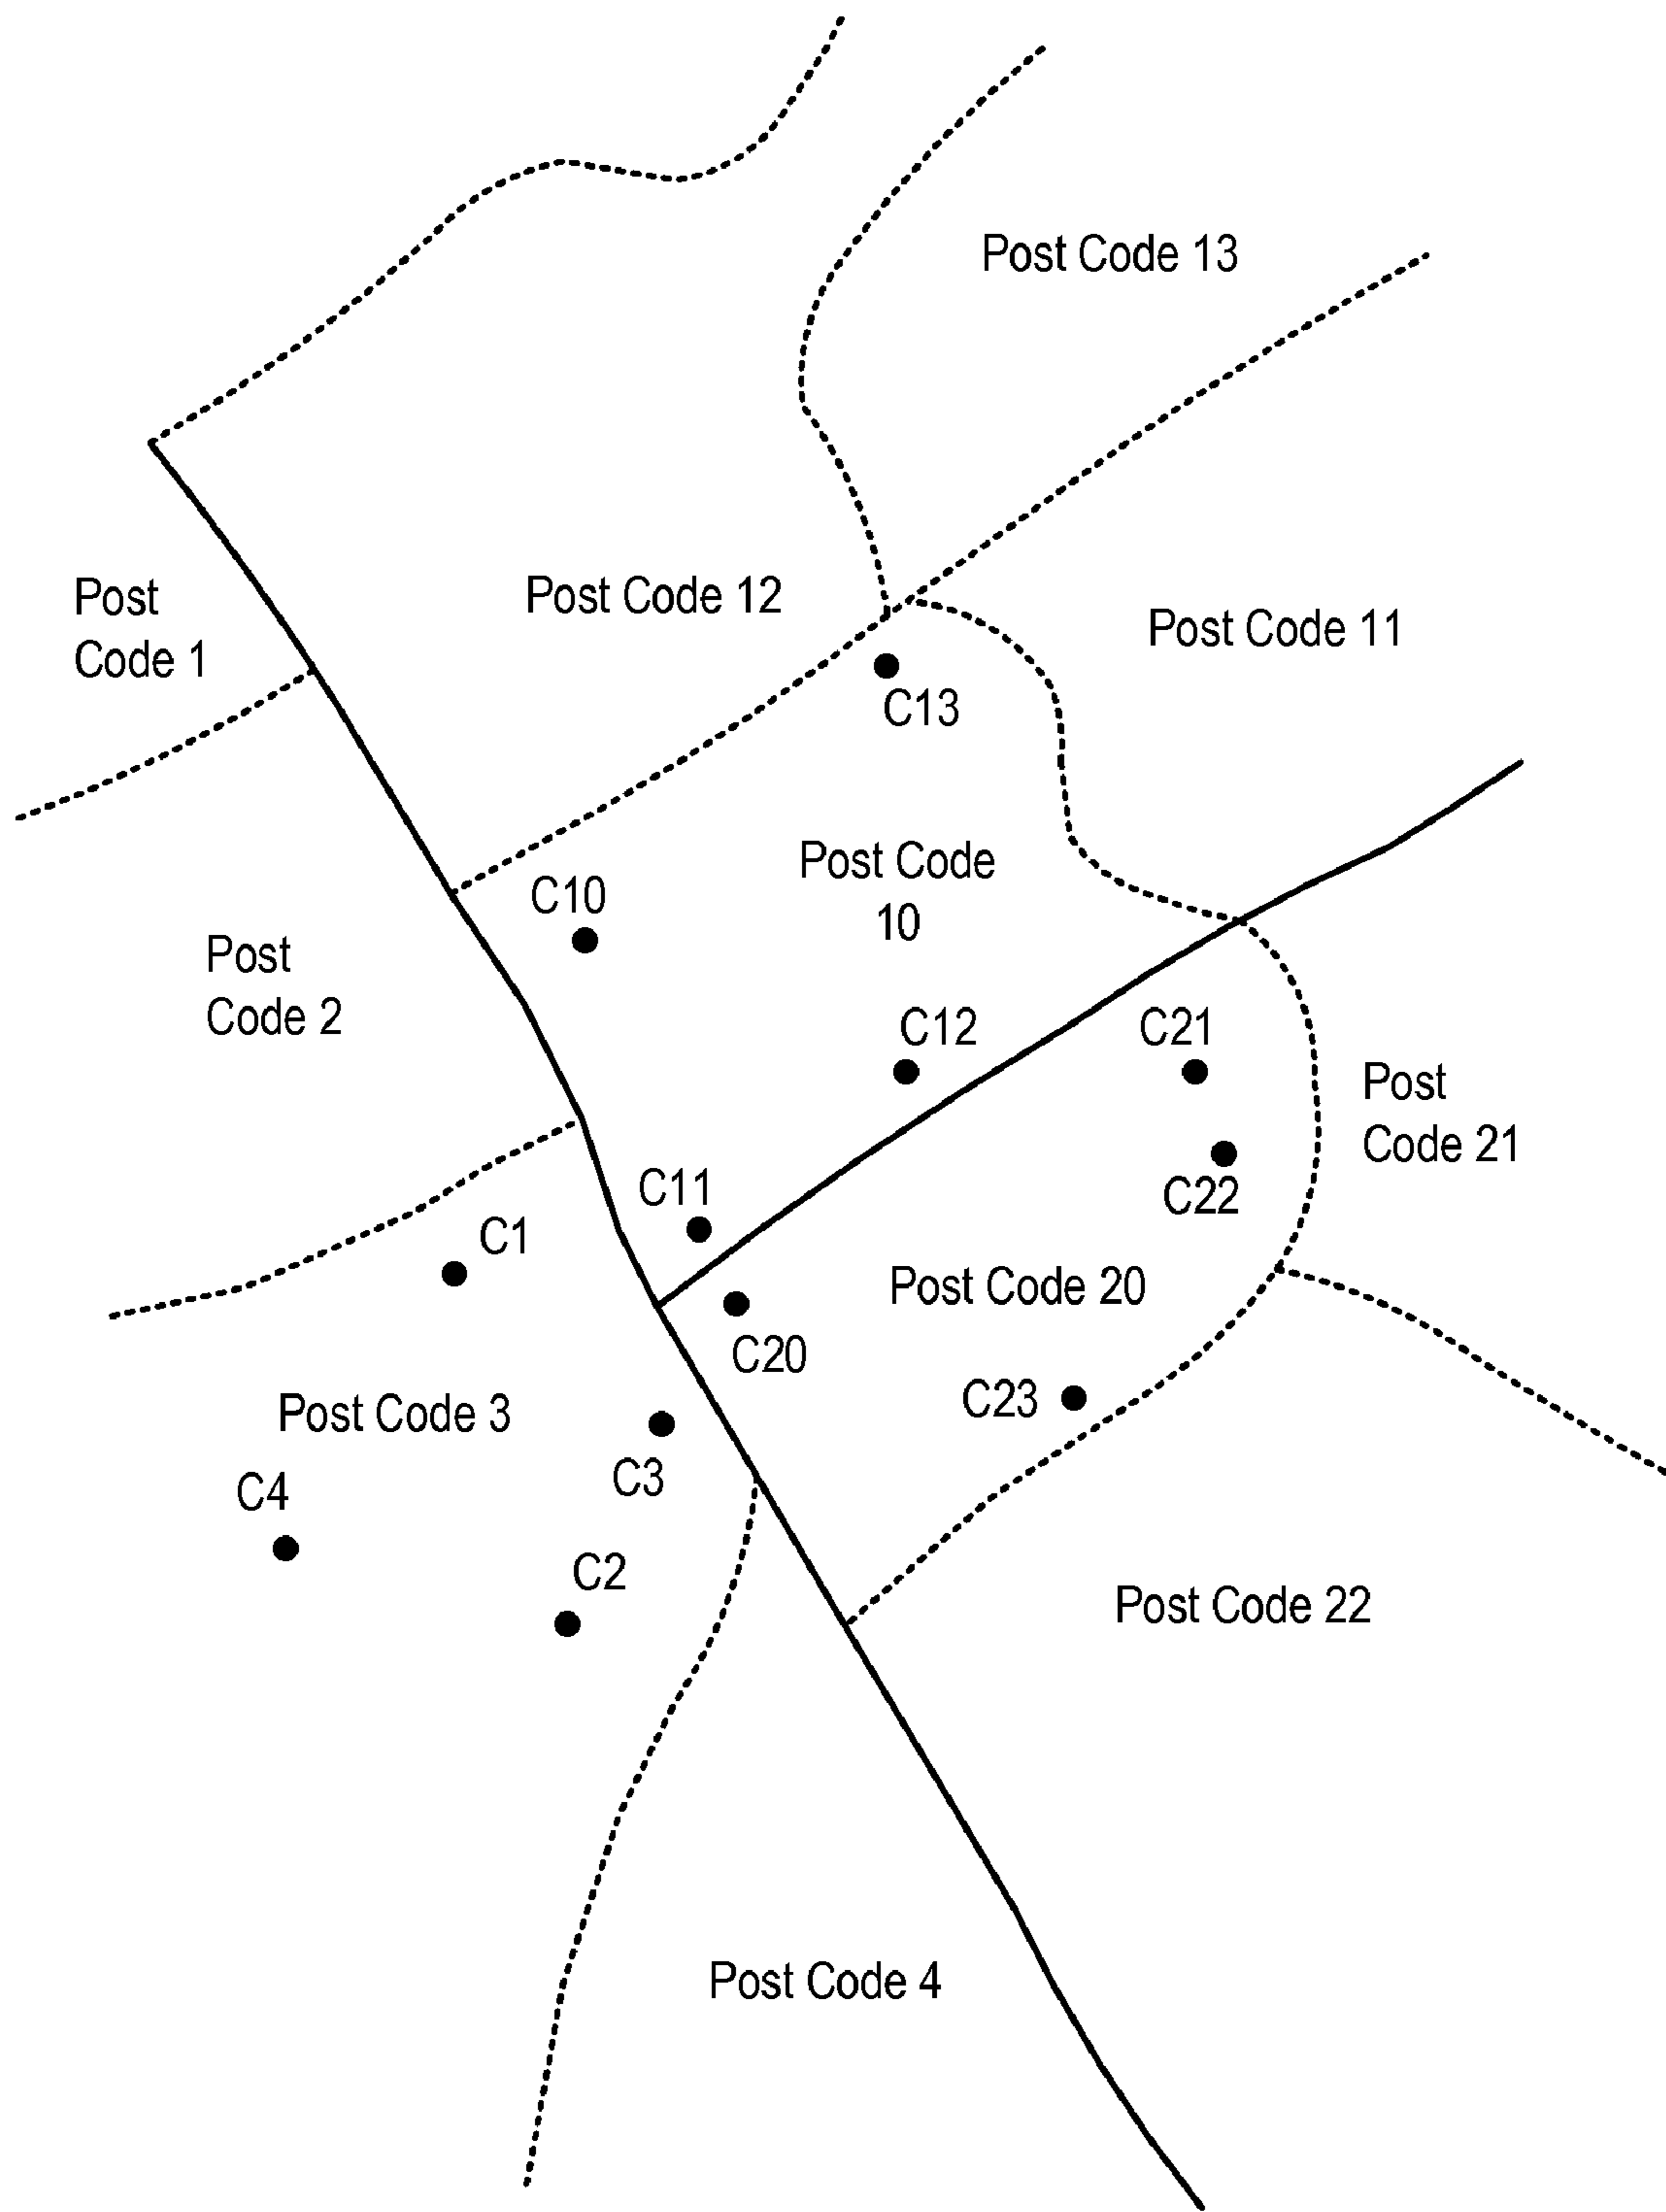 Post Code 13
Post Code 12
Post
Code 1
Post Code 11
C13
Post Code
10
C10
Post
Code 2
C12
C21
Post
Code 21
C11
C22
C1
Post Code 20
C20
C23
Post Code 3
C3
C4
C2
Post Code 22
Post Code 4